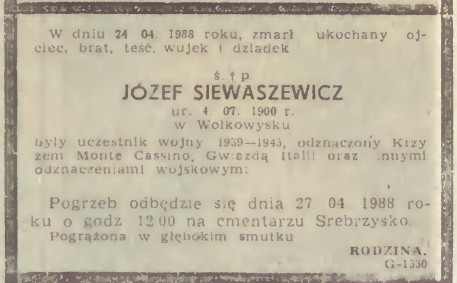 W dniu 24 04 1988 roku, zmarł ukochany oj-
ciec, brat, teść, wujek i dziadek
ś. † p
JÓZEF SIEWASZEWICZ
ur. 4. 07. 1900 r.
w Wołkowysku
były uczestnik wojny 1939—1945, odznaczony Krzy
żem Monte Cassino, Gwiazdą Italii oraz innymi
odznaczeniami wojskowymi.
Pogrzeb odbędzie się dnia 27 04 1988 ro-
ku o godz 12 00 na cmentarzu Srebrzysko.
Pogrążona w głębokim smutku
RODZINA.
G-1530